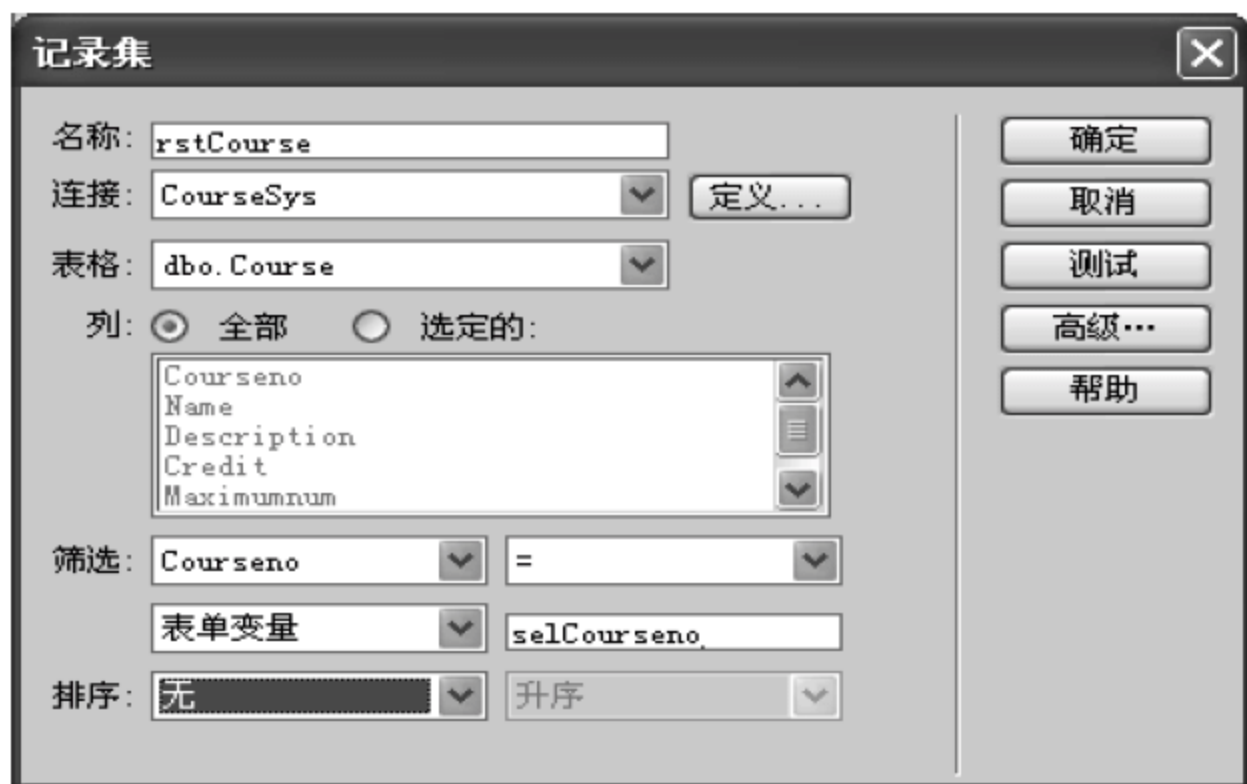 记录集
名称: rstCourse
确定
连接: CourseSys 定义...
取消
表格: dbo.Course
测试
列: 全部 选定的:
高级…
Courseno
帮助
Name
Description
Credit
Maximumnum
筛选: Courseno =
表单变量 selCourseno
排序: 无 升序